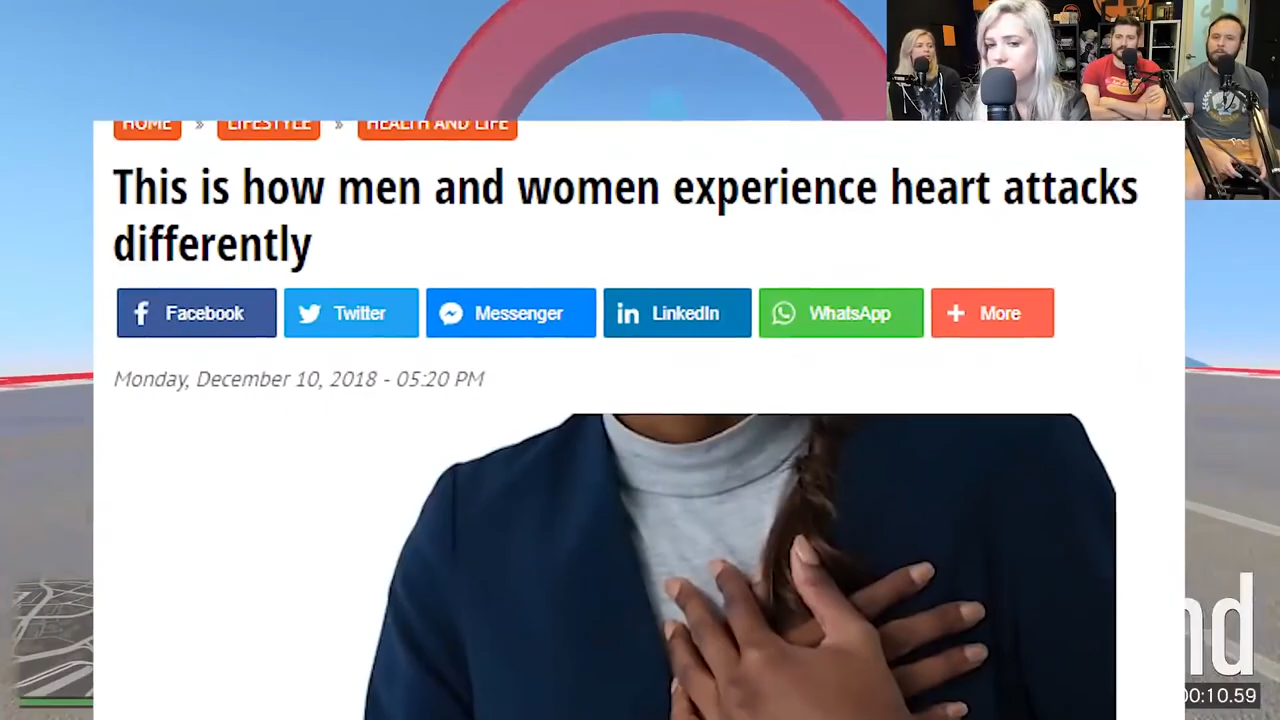 HOME » LIFESTYLE » HEALTH AND LIFE
This is how men and women experience heart attacks
differently
Facebook Twitter Messenger LinkedIn WhatsApp More
Monday, December 10, 2018 - 05:20 PM
nd
00:10.59